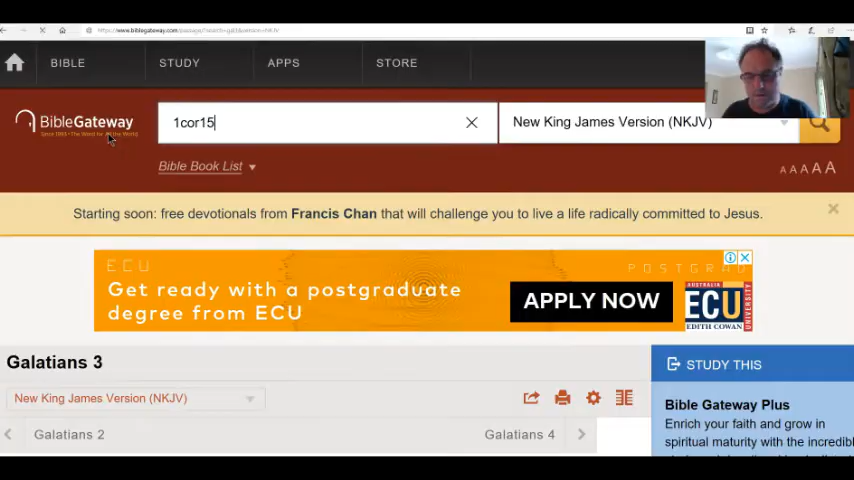 BIBLE
STUDY
APPS
STORE
BibleGateway
1cor15
New King James Version (NKJV)
Bible Book List
A A A A A
Starting soon: free devotionals from Francis Chan that will challenge you to live a life radically committed to Jesus.
ECU
POSTGRAD
Get ready with a postgraduate
degree from ECU
APPLY NOW
AUSTRALIA
ECU
EDITH COWAN
UNIVERSITY
Galatians 3
STUDY THIS
New King James Version (NKJV)
Bible Gateway Plus
Enrich your faith and grow in
spiritual maturity with the incredibl
Galatians 2
Galatians 4